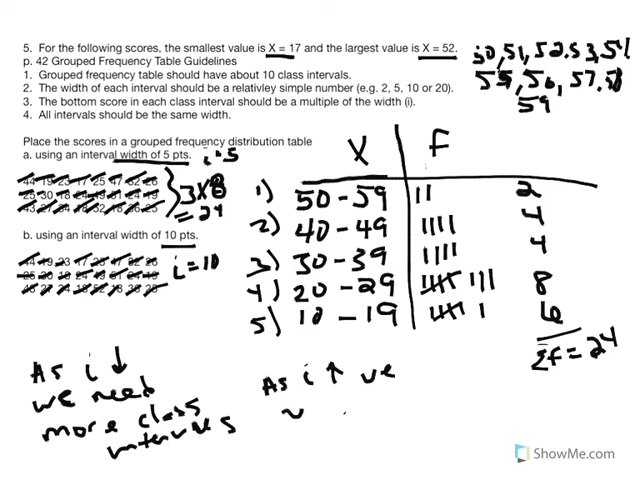 5. For the following scores, the smallest value is X = 17 and the largest value is X = 52.
p. 42 Grouped Frequency Table Guidelines
1. Grouped frequency table should have about 10 class intervals.
2. The width of each interval should be a relativley simple number (e.g. 2, 5, 10 or 20).
3. The bottom score in each class interval should be a multiple of the width (i).
4. All intervals should be the same width.
50, 51, 52, 53, 54
55, 56, 57, 58
59
Place the scores in a grouped frequency distribution table
a. using an interval width of 5 pts. i = 5
3 X 8
= 24
b. using an interval width of 10 pts.
i = 10
X F
1) 50 - 59 2
2) 40 - 49 4
3) 30 - 39 4
4) 20 - 29 8
5) 10 - 19 6
Σf = 24
As i ↓
we need
more class
intervals
As i ↑ we
ShowMe.com